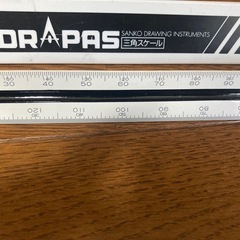 DRAPAS
SANKO DRAWING INSTRUMENTS
三角スケール
30 40 50 60 70 80 90
120 110 100 90 80